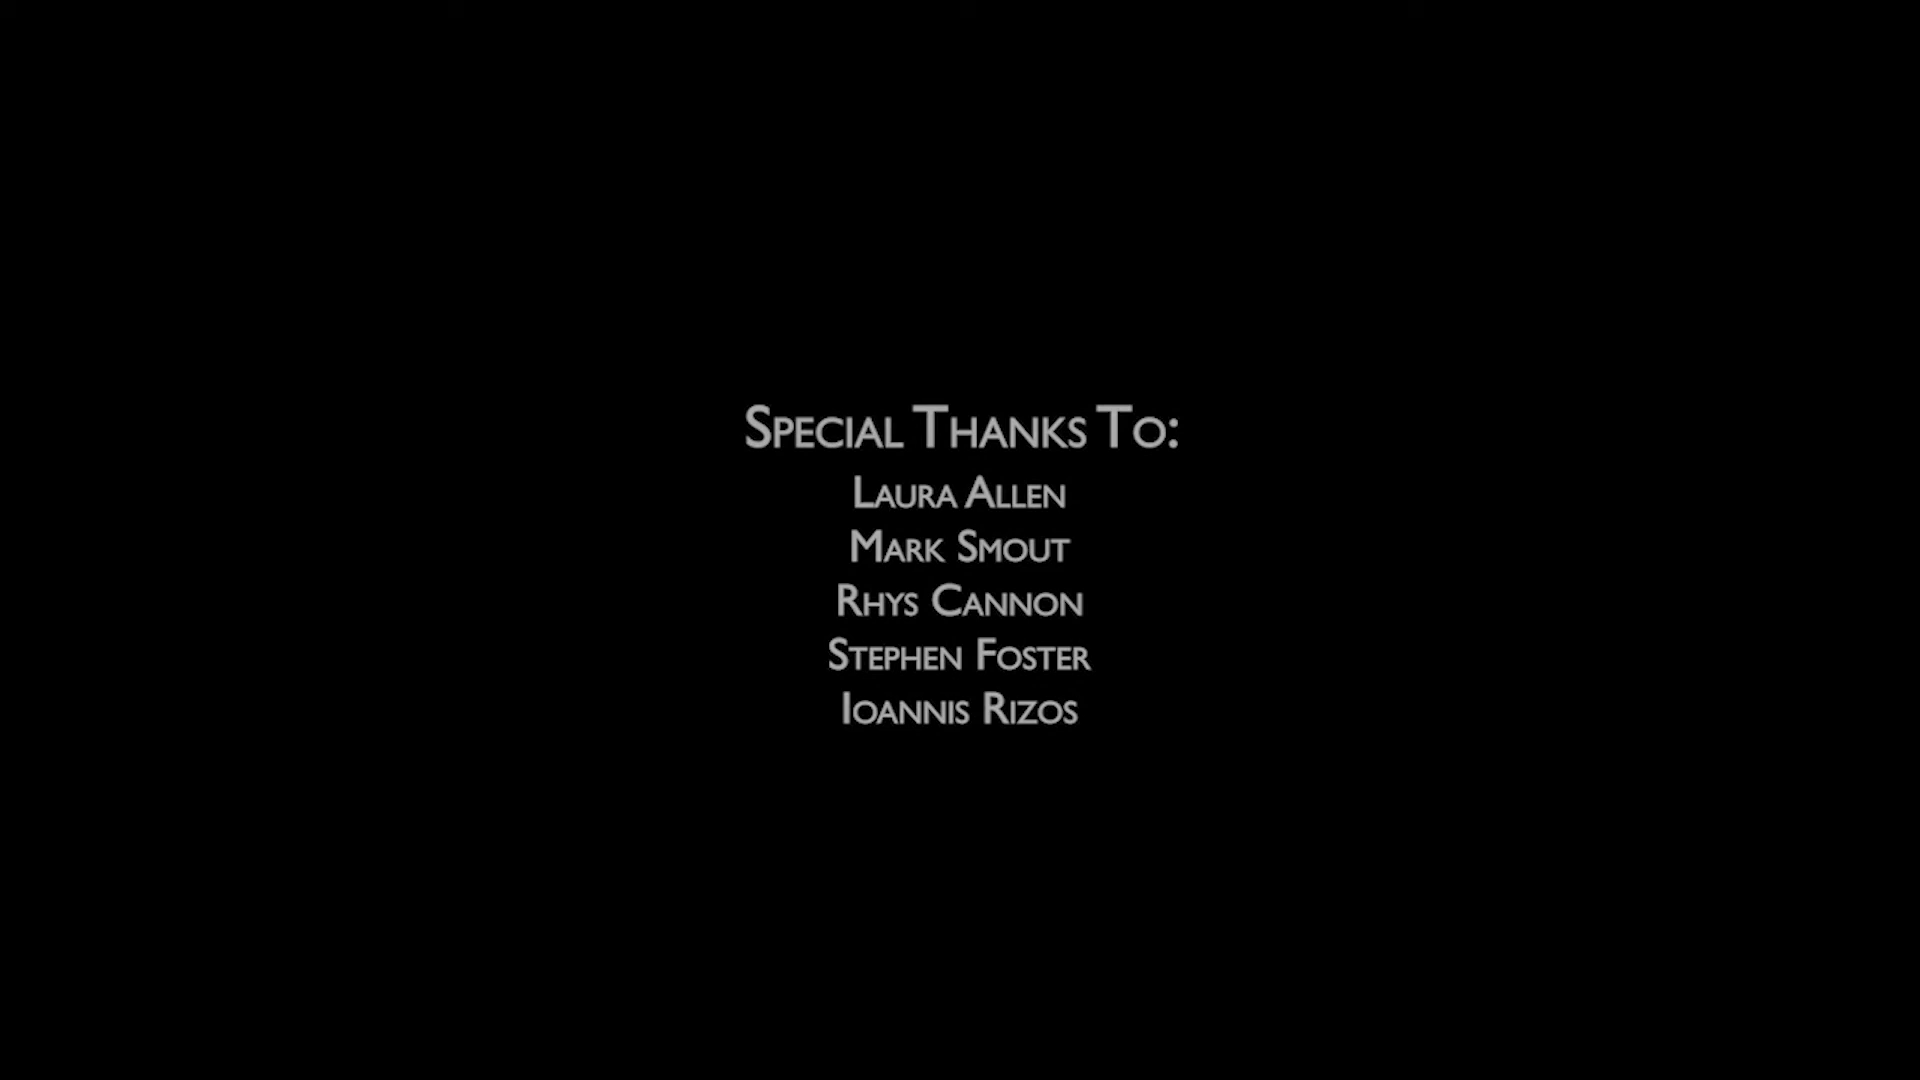 Special Thanks To:
Laura Allen
Mark Smout
Rhys Cannon
Stephen Foster
Ioannis Rizos